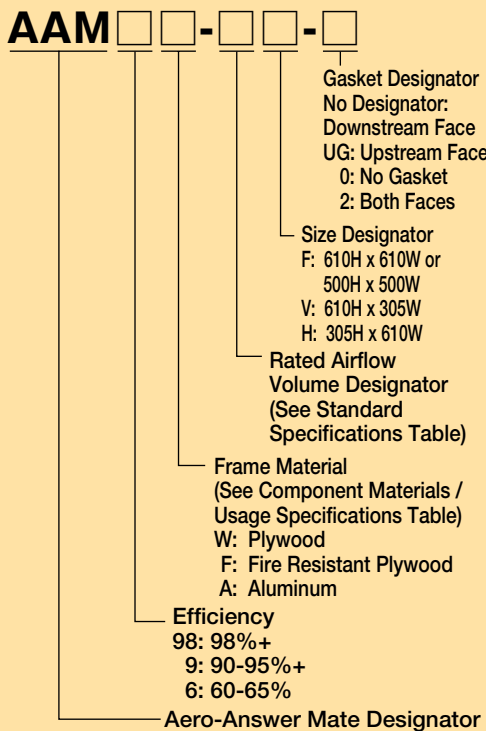 AAM□□-□□-□
Gasket Designator
No Designator:
Downstream Face
UG: Upstream Face
0: No Gasket
2: Both Faces
Size Designator
F: 610H x 610W or
500H x 500W
V: 610H x 305W
H: 305H x 610W
Rated Airflow
Volume Designator
(See Standard
Specifications Table)
Frame Material
(See Component Materials /
Usage Specifications Table)
W: Plywood
F: Fire Resistant Plywood
A: Aluminum
Efficiency
98: 98%+
9: 90-95%+
6: 60-65%
Aero-Answer Mate Designator